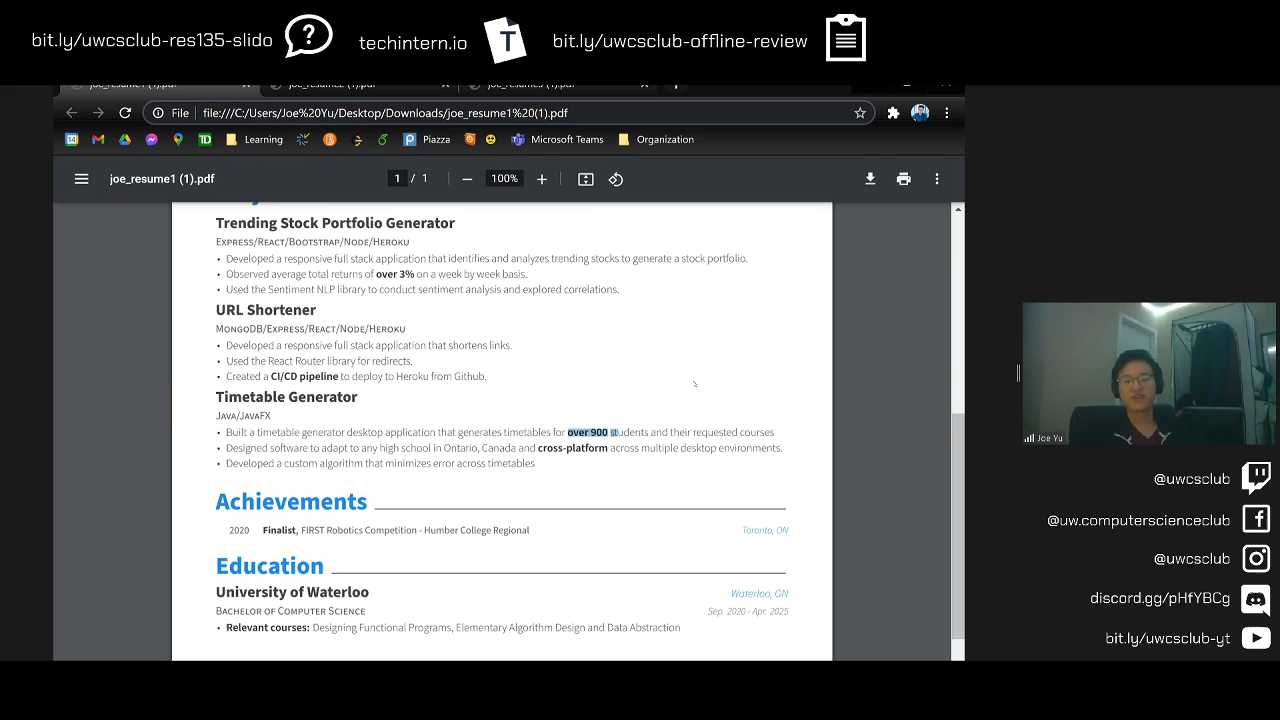 bit.ly/uwcsclub-res135-slido
?
techintern.io
T
bit.ly/uwcsclub-offline-review
File
file:///C:/Users/Joe%20Yu/Desktop/Downloads/joe_resume1%20(1).pdf
14
TD
Learning
Piazza
Microsoft Teams
Organization
joe_resume1 (1).pdf
1 / 1
100%
Trending Stock Portfolio Generator
Express/React/Bootstrap/Node/Heroku
• Developed a responsive full stack application that identifies and analyzes trending stocks to generate a stock portfolio.
• Observed average total returns of over 3% on a week by week basis.
• Used the Sentiment NLP library to conduct sentiment analysis and explored correlations.
URL Shortener
MongoDB/Express/React/Node/Heroku
• Developed a responsive full stack application that shortens links.
• Used the React Router library for redirects.
• Created a CI/CD pipeline to deploy to Heroku from Github.
Timetable Generator
Java/JavaFX
• Built a timetable generator desktop application that generates timetables for over 900 students and their requested courses
• Designed software to adapt to any high school in Ontario, Canada and cross-platform across multiple desktop environments.
• Developed a custom algorithm that minimizes error across timetables
Achievements
2020 Finalist, FIRST Robotics Competition - Humber College Regional Toronto, ON
Education
University of Waterloo Waterloo, ON
Bachelor of Computer Science Sep. 2020 - Apr. 2025
• Relevant courses: Designing Functional Programs, Elementary Algorithm Design and Data Abstraction
Joe Yu
@uwcsclub
@uw.computerscienceclub
@uwcsclub
discord.gg/pHfYBCg
bit.ly/uwcsclub-yt